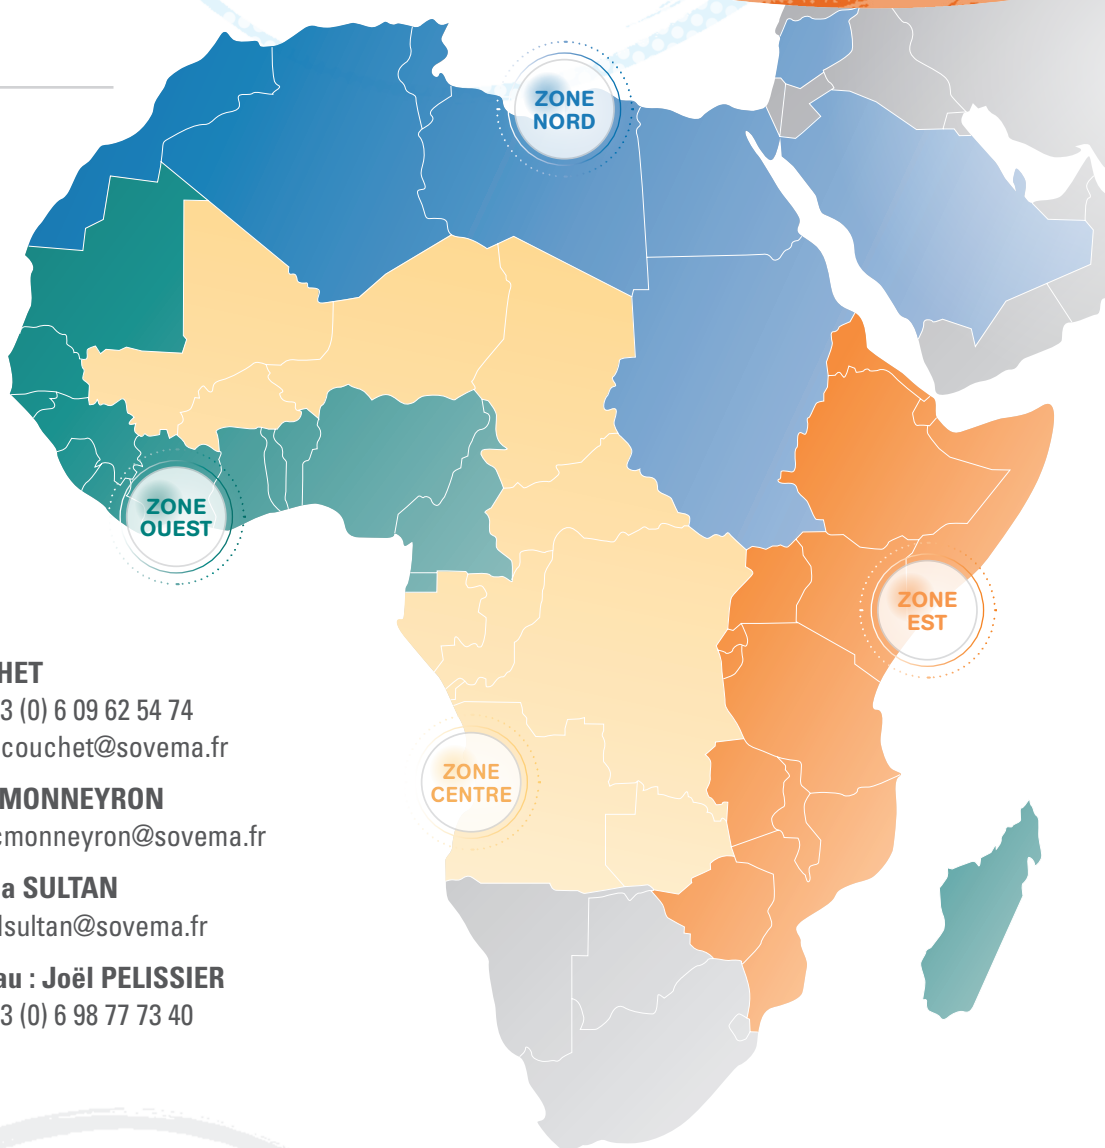 ZONE
NORD
ZONE
OUEST
ZONE
EST
ZONE
CENTRE
HET
3 (0) 6 09 62 54 74
couchet@sovema.fr
MONNEYRON
cmonneyron@sovema.fr
a SULTAN
lsultan@sovema.fr
au : Joël PELISSIER
3 (0) 6 98 77 73 40